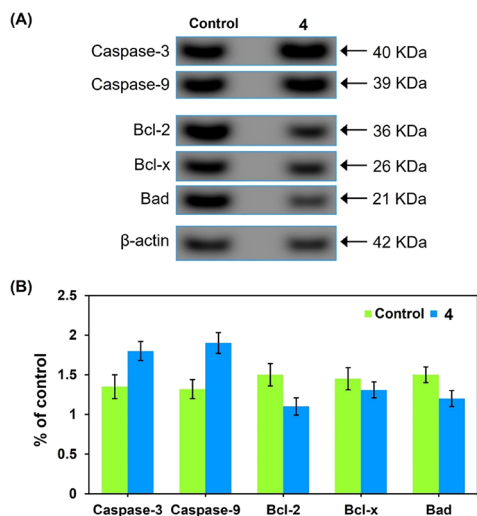 (A)
Control 4
Caspase-3 40 KDa
Caspase-9 39 KDa
Bcl-2 36 KDa
Bcl-x 26 KDa
Bad 21 KDa
β-actin 42 KDa
(B)
2.5
2
1.5
1
0.5
0
% of control
Control 4
Caspase-3 Caspase-9 Bcl-2 Bcl-x Bad